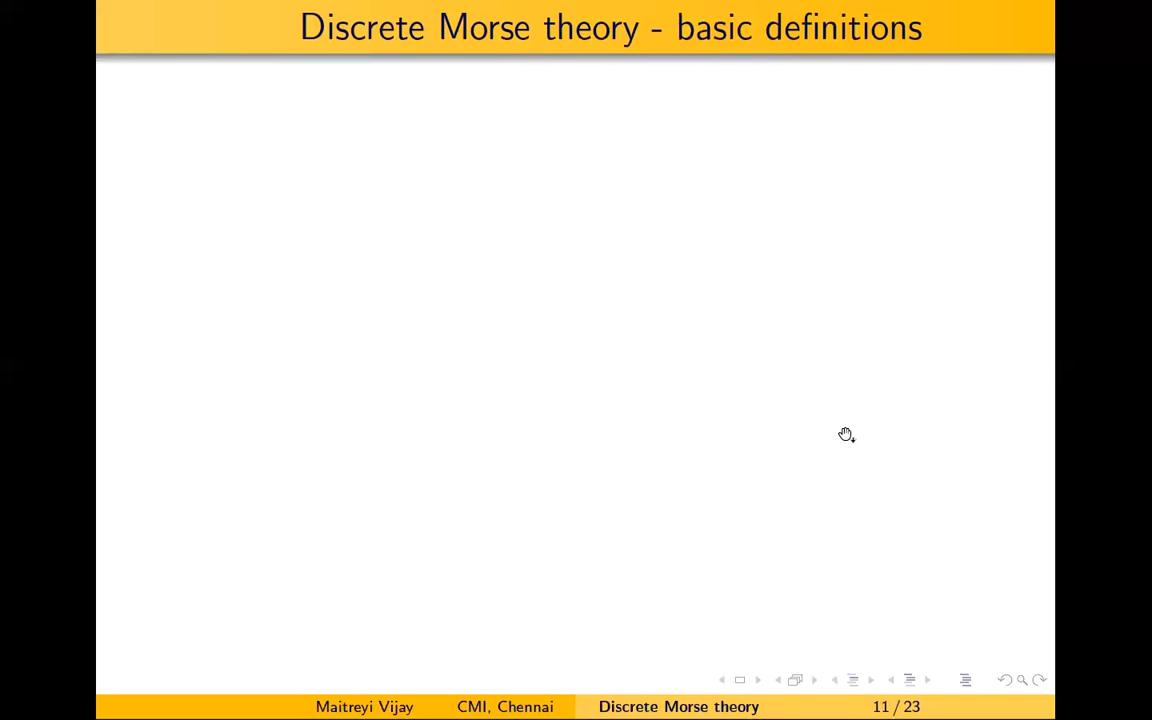 Discrete Morse theory - basic definitions
Maitreyi Vijay CMI, Chennai Discrete Morse theory 11 / 23